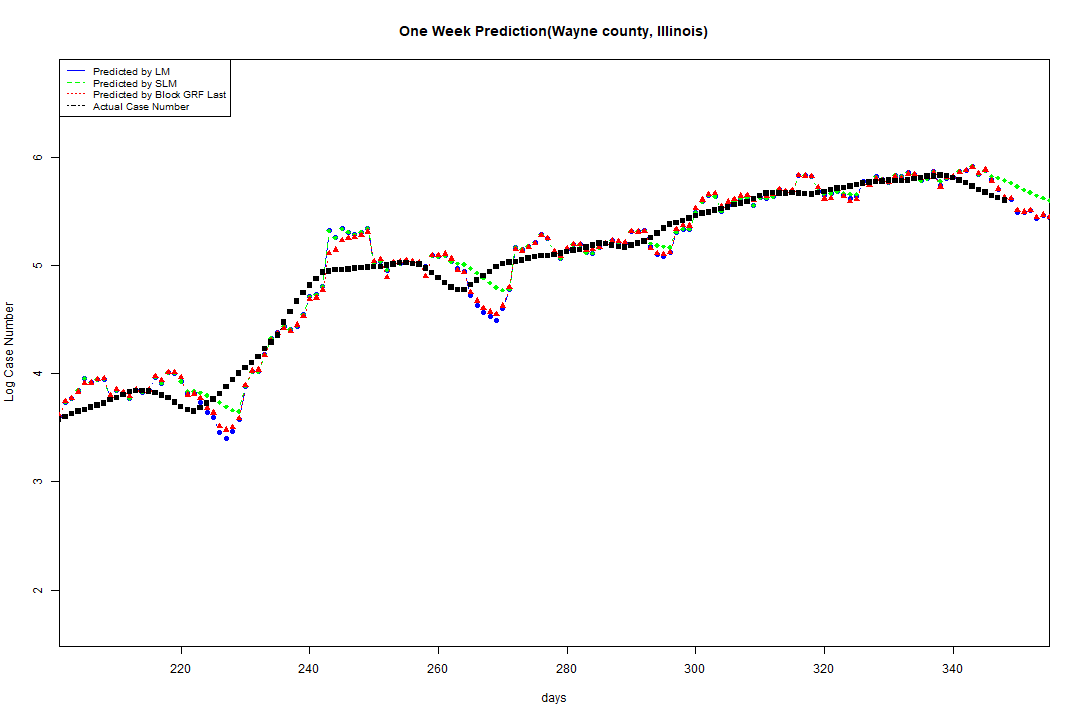 One Week Prediction(Wayne county, Illinois)
Predicted by LM
Predicted by SLM
Predicted by Block GRF Last
Actual Case Number
6
5
4
3
2
Log Case Number
220 240 260 280 300 320 340
days